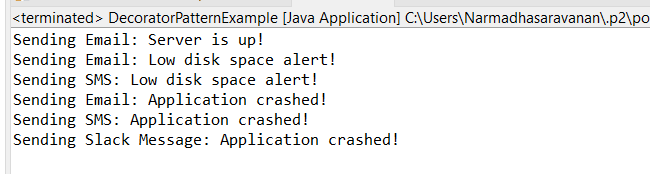 <terminated> DecoratorPatternExample [Java Application] C:\Users\Narmadhasaravanan\.p2\po
Sending Email: Server is up!
Sending Email: Low disk space alert!
Sending SMS: Low disk space alert!
Sending Email: Application crashed!
Sending SMS: Application crashed!
Sending Slack Message: Application crashed!